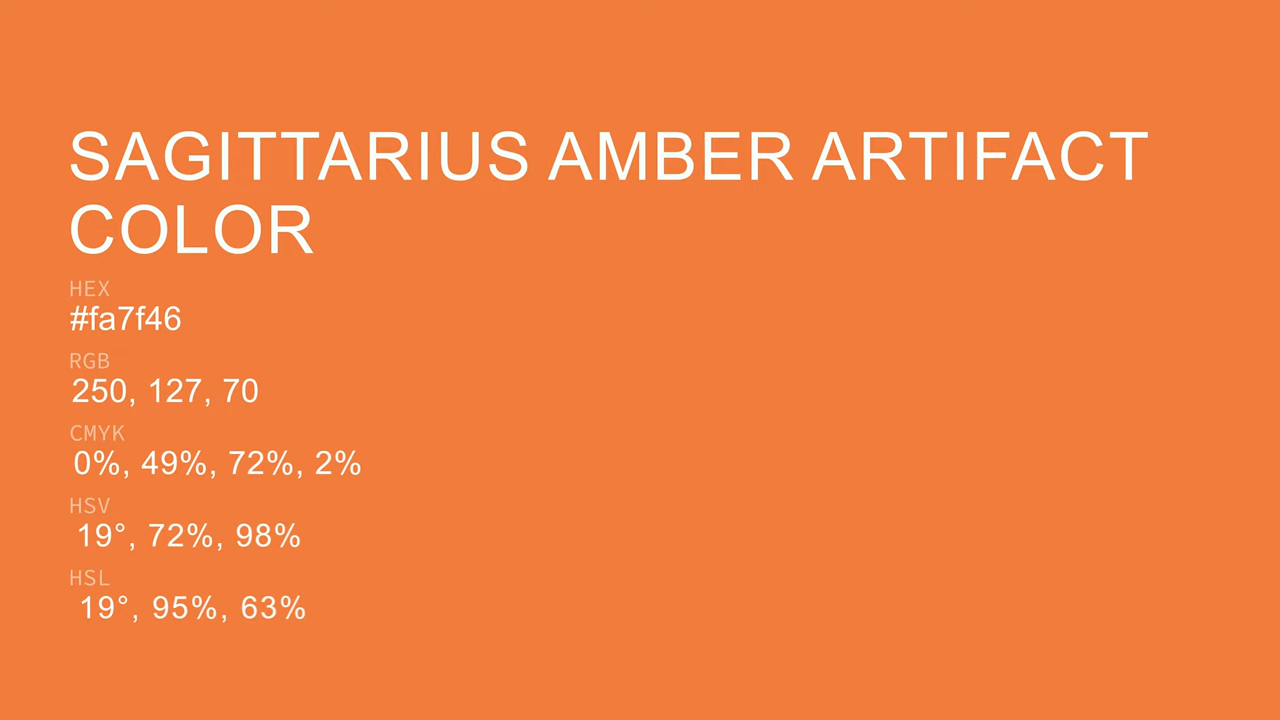 SAGITTARIUS AMBER ARTIFACT
COLOR
HEX
#fa7f46
RGB
250, 127, 70
CMYK
0%, 49%, 72%, 2%
HSV
19°, 72%, 98%
HSL
19°, 95%, 63%